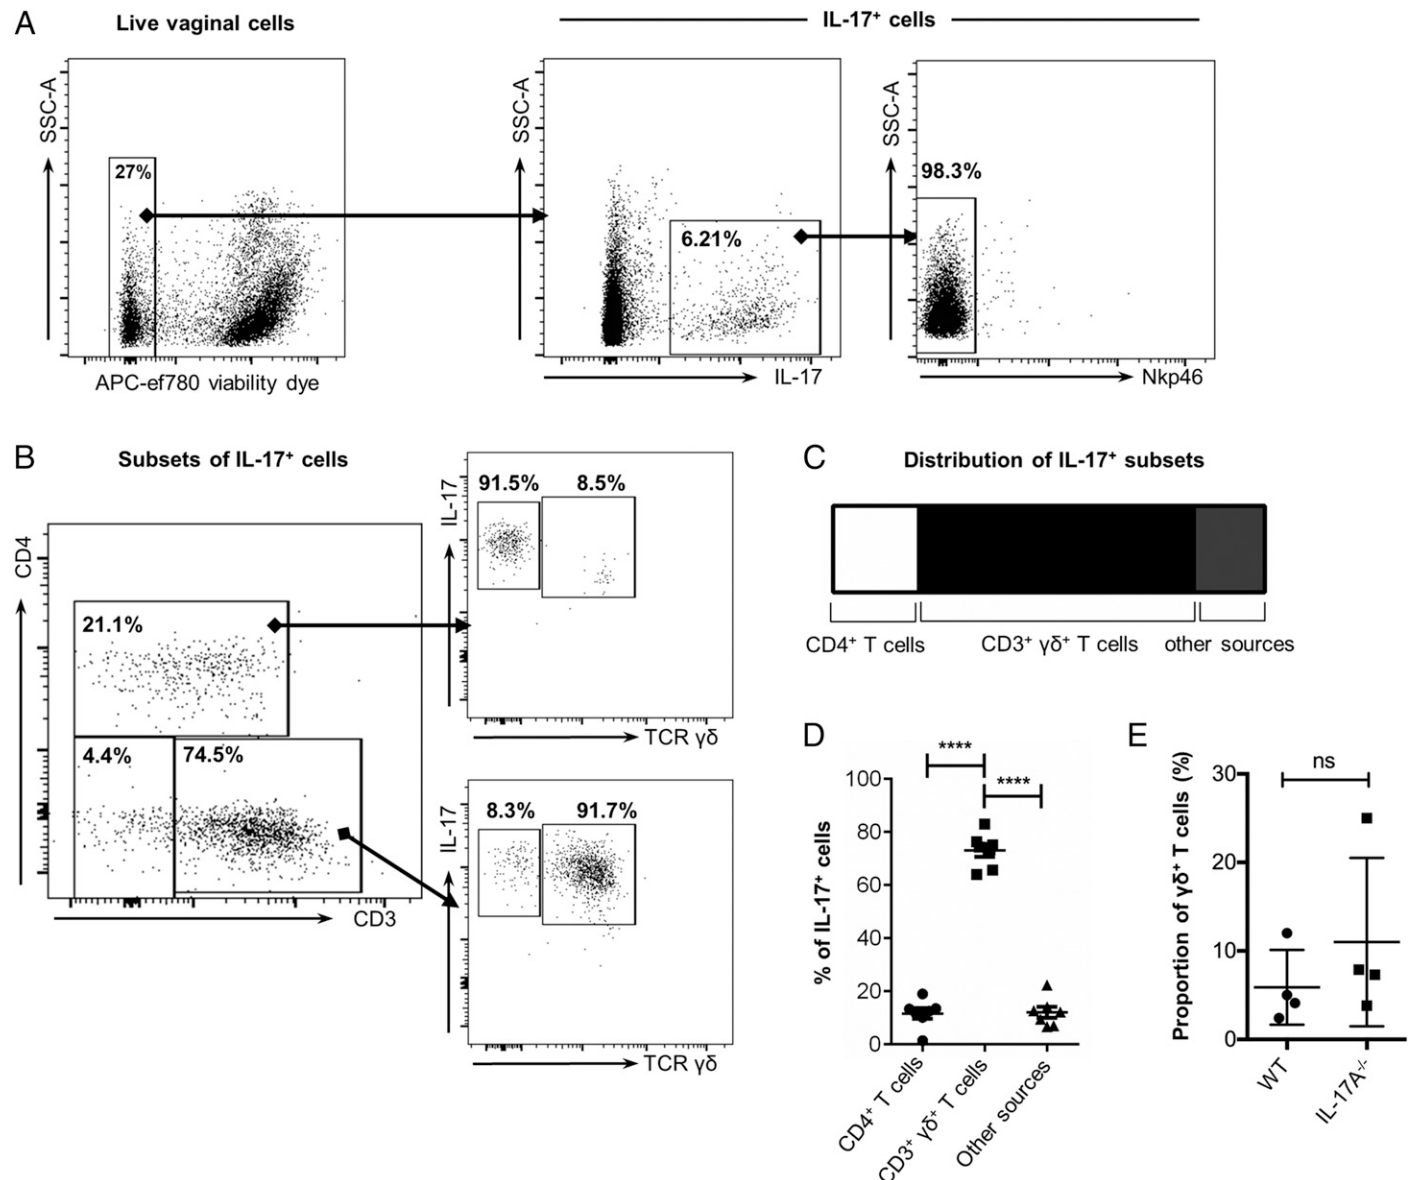 A
Live vaginal cells
IL-17⁺ cells
SSC-A
27%
APC-ef780 viability dye
SSC-A
6.21%
IL-17
SSC-A
98.3%
Nkp46
B
Subsets of IL-17⁺ cells
CD4
21.1%
4.4%
74.5%
CD3
IL-17
91.5%
8.5%
TCR γδ
IL-17
8.3%
91.7%
TCR γδ
C
Distribution of IL-17⁺ subsets
CD4⁺ T cells
CD3⁺ γδ⁺ T cells
other sources
D
% of IL-17⁺ cells
100
80
60
40
20
0
****
****
CD4⁺ T cells
CD3⁺ γδ⁺ T cells
Other sources
E
Proportion of γδ⁺ T cells (%)
30
20
10
0
ns
WT
IL-17A⁻/⁻